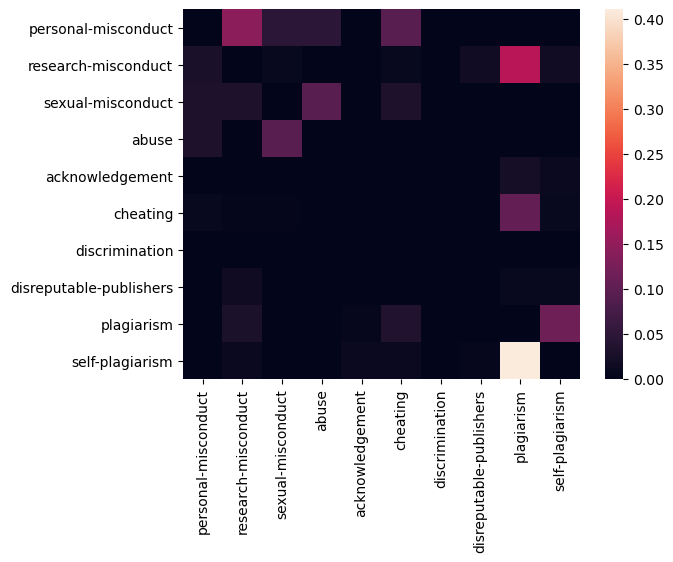 personal-misconduct
research-misconduct
sexual-misconduct
abuse
acknowledgement
cheating
discrimination
disreputable-publishers
plagiarism
self-plagiarism
personal-misconduct
research-misconduct
sexual-misconduct
abuse
acknowledgement
cheating
discrimination
disreputable-publishers
plagiarism
self-plagiarism
0.40
0.35
0.30
0.25
0.20
0.15
0.10
0.05
0.00